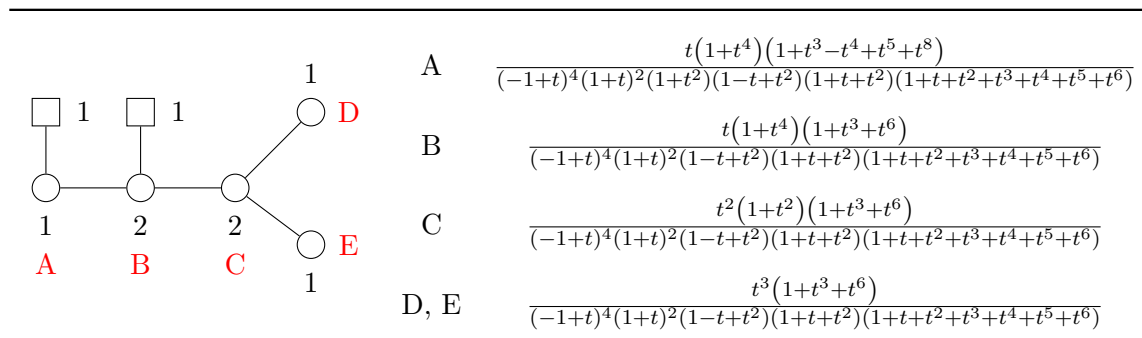 1
1
1
D
1
2
2
A
B
C
E
1
A \frac{t(1+t^4)(1+t^3-t^4+t^5+t^8)}{(-1+t)^4(1+t)^2(1+t^2)(1-t+t^2)(1+t+t^2)(1+t+t^2+t^3+t^4+t^5+t^6)}
B \frac{t(1+t^4)(1+t^3+t^6)}{(-1+t)^4(1+t)^2(1-t+t^2)(1+t+t^2)(1+t+t^2+t^3+t^4+t^5+t^6)}
C \frac{t^2(1+t^2)(1+t^3+t^6)}{(-1+t)^4(1+t)^2(1-t+t^2)(1+t+t^2)(1+t+t^2+t^3+t^4+t^5+t^6)}
D, E \frac{t^3(1+t^3+t^6)}{(-1+t)^4(1+t)^2(1-t+t^2)(1+t+t^2)(1+t+t^2+t^3+t^4+t^5+t^6)}